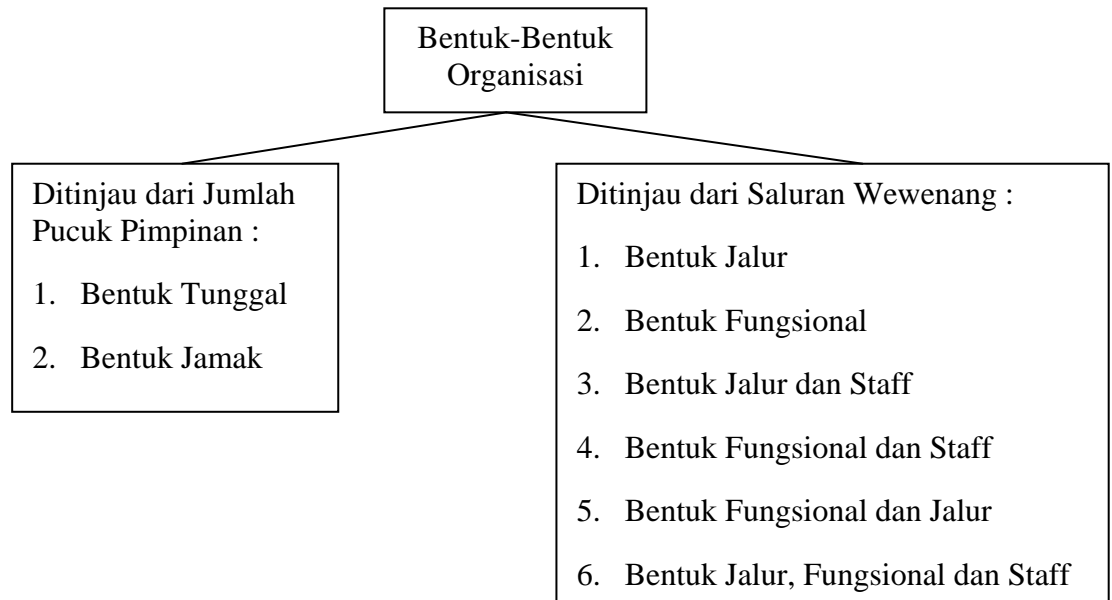 Bentuk-Bentuk
Organisasi
Ditinjau dari Jumlah
Pucuk Pimpinan :
1. Bentuk Tunggal
2. Bentuk Jamak
Ditinjau dari Saluran Wewenang :
1. Bentuk Jalur
2. Bentuk Fungsional
3. Bentuk Jalur dan Staff
4. Bentuk Fungsional dan Staff
5. Bentuk Fungsional dan Jalur
6. Bentuk Jalur, Fungsional dan Staff